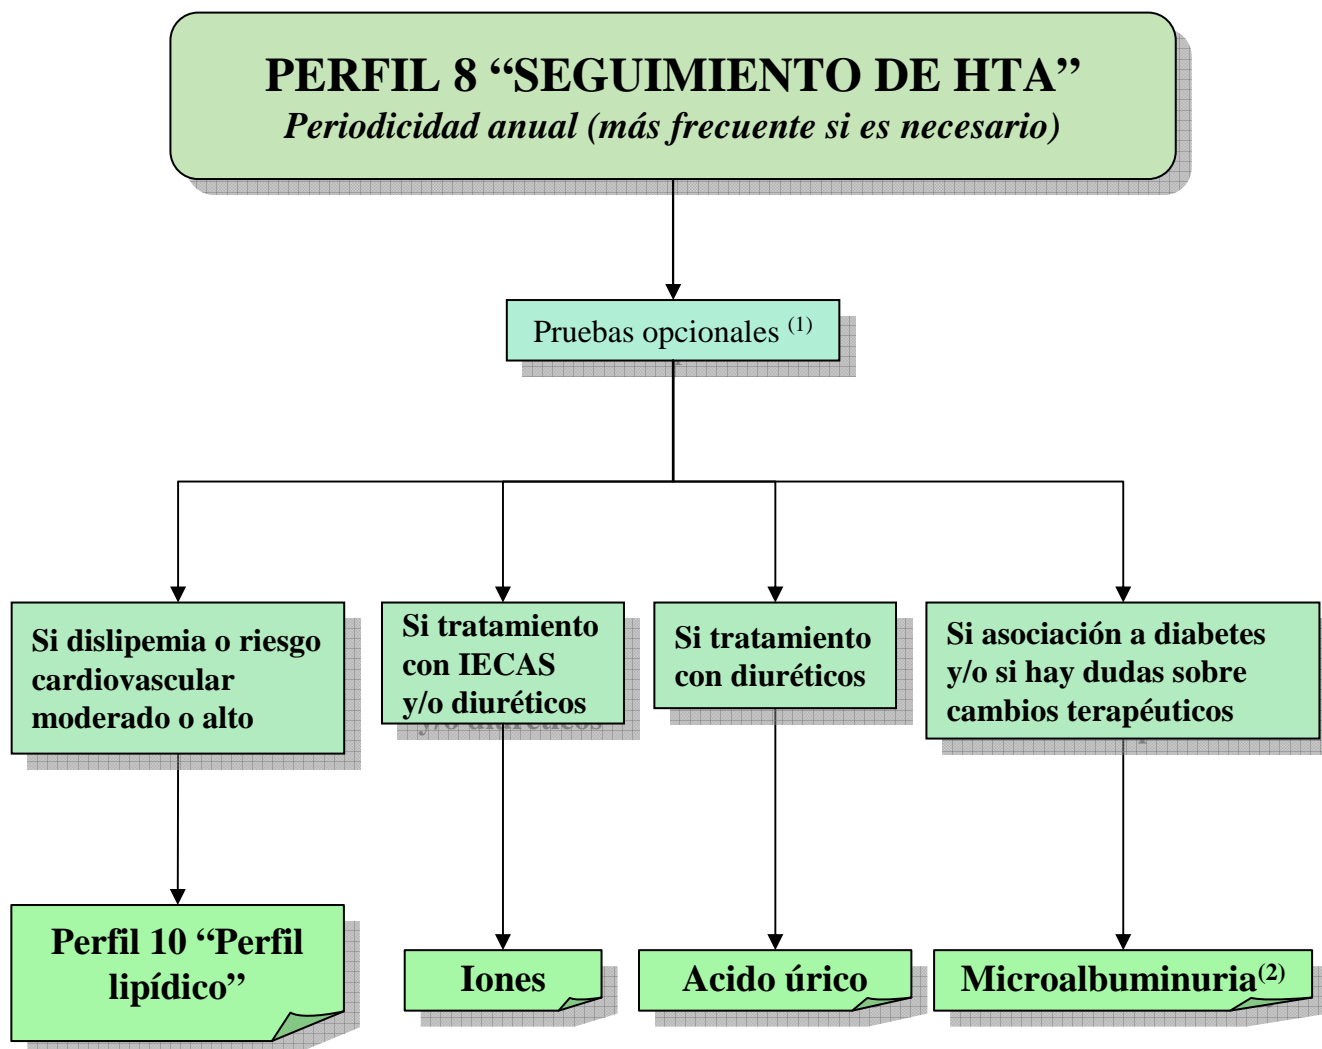 PERFIL 8 “SEGUIMIENTO DE HTA”
Periodicidad anual (más frecuente si es necesario)
Pruebas opcionales (1)
Si dislipemia o riesgo
cardiovascular
moderado o alto
Si tratamiento
con IECAS
y/o diuréticos
Si tratamiento
con diuréticos
Si asociación a diabetes
y/o si hay dudas sobre
cambios terapéuticos
Perfil 10 “Perfil
lipídico”
Iones
Acido úrico
Microalbuminuria(2)